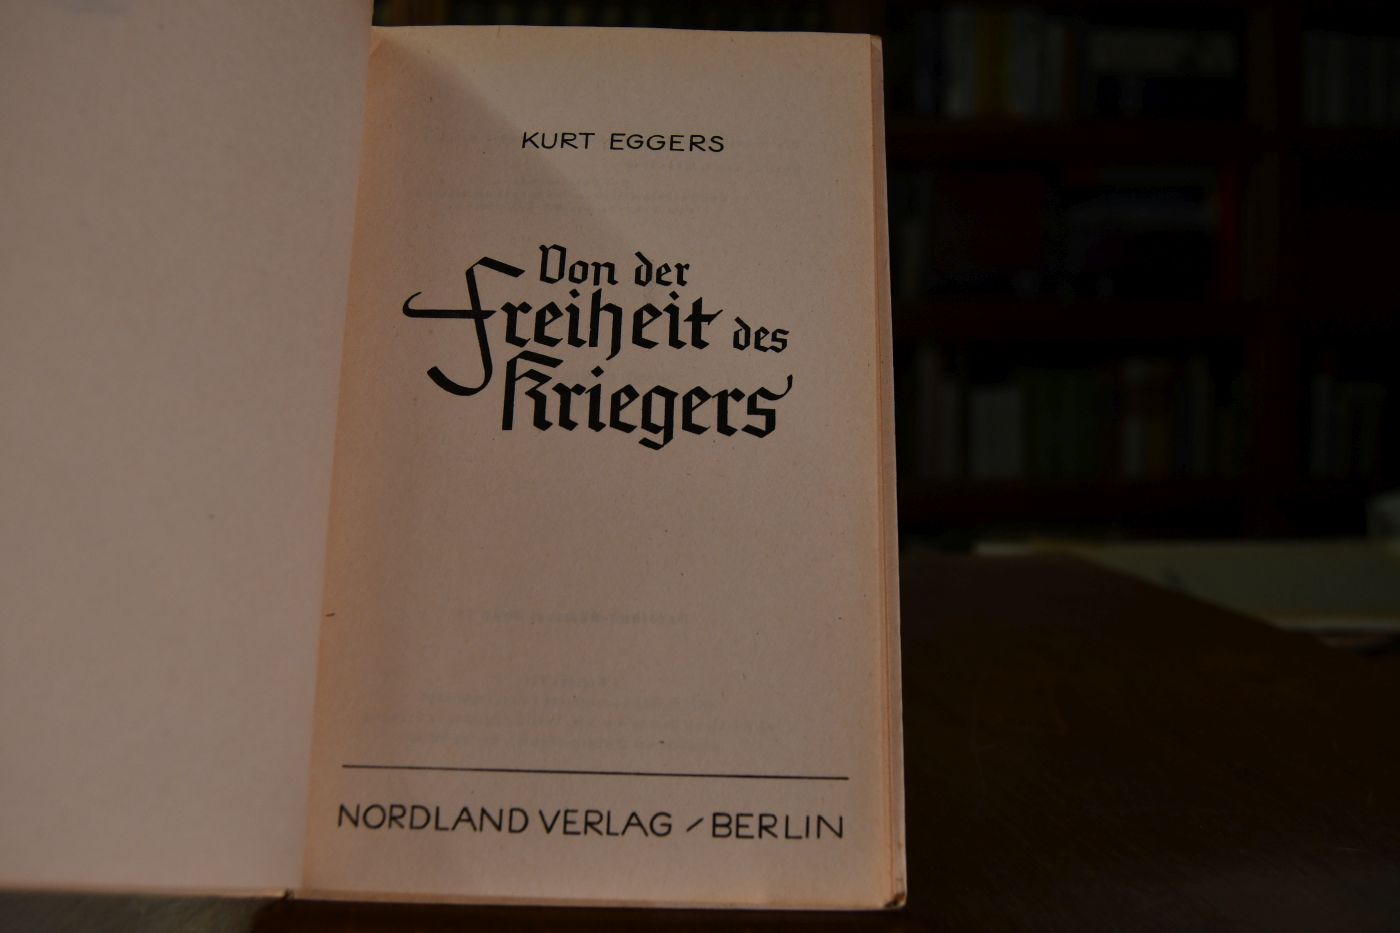 KURT EGGERS
Von der
Freiheit des
Kriegers
NORDLAND VERLAG / BERLIN